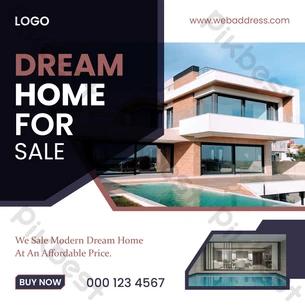 LOGO
www.webaddress.com
DREAM
HOME
FOR
SALE
We Sale Modern Dream Home
At An Affordable Price.
BUY NOW
000 123 4567
pikbest